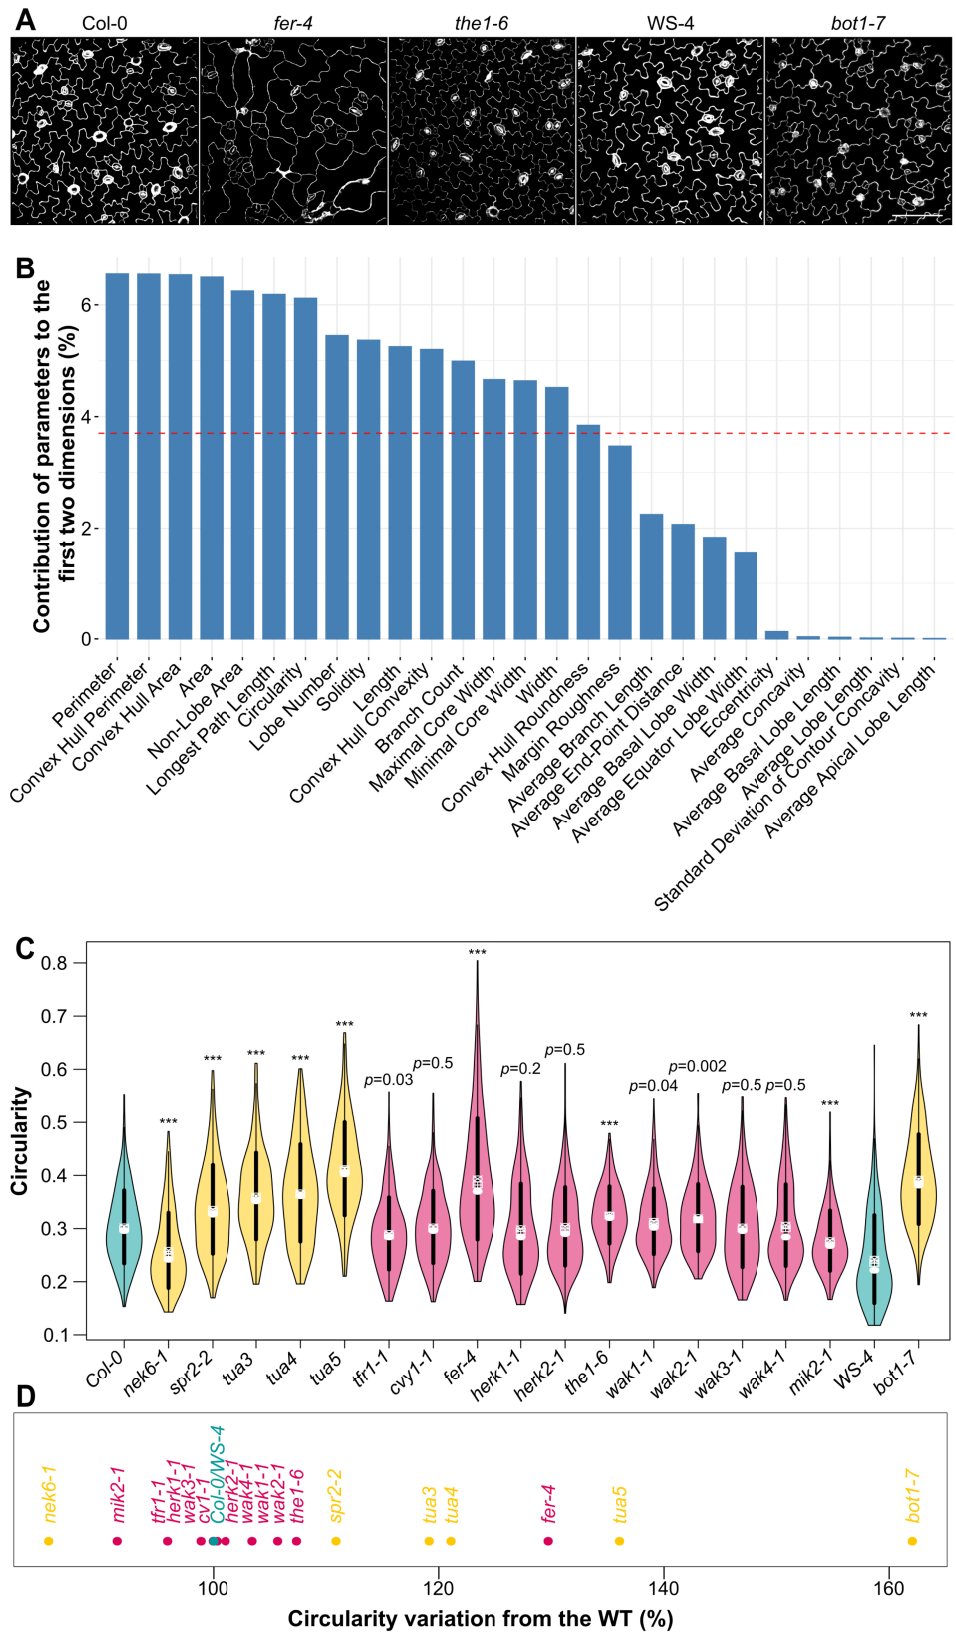 A
Col-0
fer-4
the1-6
WS-4
bot1-7
B
Contribution of parameters to the
first two dimensions (%)
6
4
2
0
Perimeter
Convex Hull Perimeter
Convex Hull Area
Area
Non-Lobe Area
Longest Path Length
Circularity
Lobe Number
Solidity
Length
Convex Hull Convexity
Branch Count
Maximal Core Width
Minimal Core Width
Width
Convex Hull Roundness
Margin Roughness
Average Branch Length
Average End-Point Distance
Average Basal Lobe Width
Average Equator Lobe Width
Eccentricity
Average Concavity
Average Basal Lobe Length
Average Lobe Length
Standard Deviation of Contour Concavity
Average Apical Lobe Length
C
Circularity
0.8
0.7
0.6
0.5
0.4
0.3
0.2
0.1
***
***
***
***
***
p=0.03
p=0.5
***
p=0.2
p=0.5
***
p=0.04
p=0.002
p=0.5
p=0.5
***
***
Col-0
nek6-1
spr2-2
tua3
tua4
tua5
tfr1-1
cvy1-1
fer-4
herk1-1
herk2-1
the1-6
wak1-1
wak2-1
wak3-1
wak4-1
mik2-1
WS-4
bot1-7
D
nek6-1
mik2-1
tfr1-1
herk1-1
wak3-1
cv1-1
Col-0/WS-4
herk2-1
wak4-1
wak1-1
wak2-1
the1-6
spr2-2
tua3
tua4
fer-4
tua5
bot1-7
100
120
140
160
Circularity variation from the WT (%)